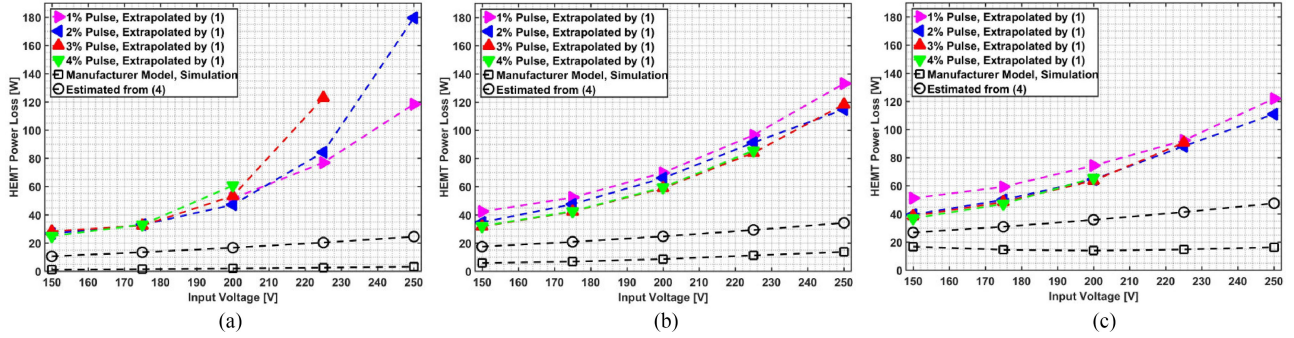 HEMT Power Loss [W]
180
160
140
120
100
80
60
40
20
0
1% Pulse, Extrapolated by (1)
2% Pulse, Extrapolated by (1)
3% Pulse, Extrapolated by (1)
4% Pulse, Extrapolated by (1)
Manufacturer Model, Simulation
Estimated from (4)
150 160 170 180 190 200 210 220 230 240 250
Input Voltage [V]
(a)
HEMT Power Loss [W]
180
160
140
120
100
80
60
40
20
0
1% Pulse, Extrapolated by (1)
2% Pulse, Extrapolated by (1)
3% Pulse, Extrapolated by (1)
4% Pulse, Extrapolated by (1)
Manufacturer Model, Simulation
Estimated from (4)
150 160 170 180 190 200 210 220 230 240 250
Input Voltage [V]
(b)
HEMT Power Loss [W]
180
160
140
120
100
80
60
40
20
0
1% Pulse, Extrapolated by (1)
2% Pulse, Extrapolated by (1)
3% Pulse, Extrapolated by (1)
4% Pulse, Extrapolated by (1)
Manufacturer Model, Simulation
Estimated from (4)
150 160 170 180 190 200 210 220 230 240 250
Input Voltage [V]
(c)